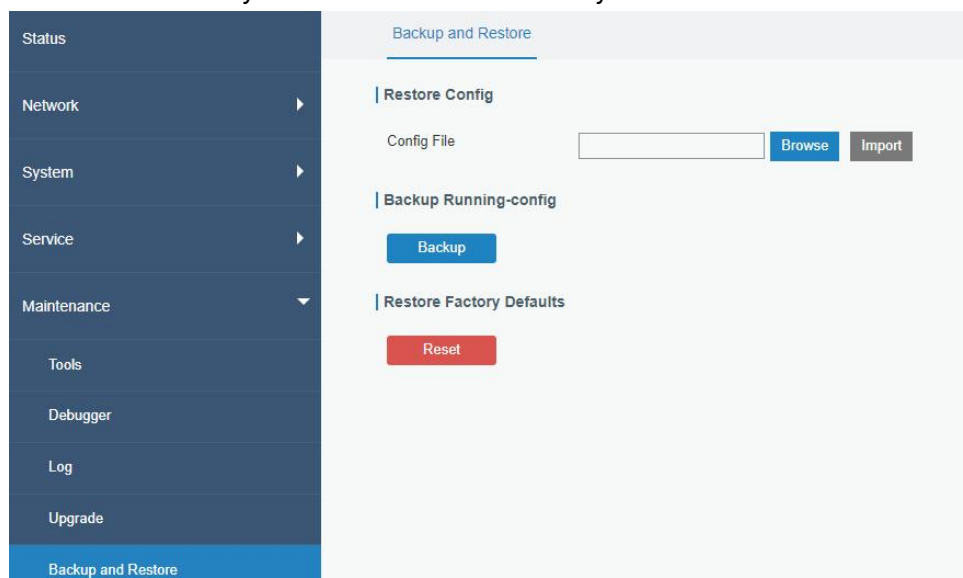 Status
Backup and Restore
Network
Restore Config
Config File
Browse
Import
System
Backup Running-config
Service
Backup
Maintenance
Restore Factory Defaults
Reset
Tools
Debugger
Log
Upgrade
Backup and Restore